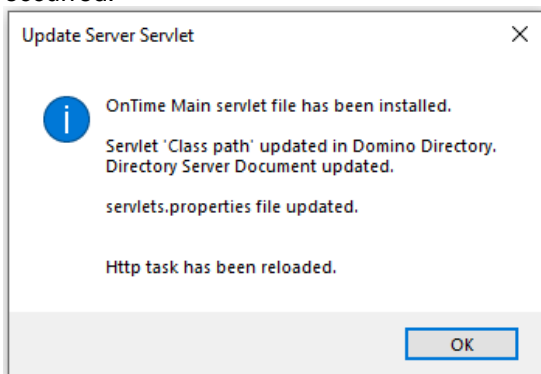 Update Server Servlet
OnTime Main servlet file has been installed.
Servlet 'Class path' updated in Domino Directory.
Directory Server Document updated.
servlets.properties file updated.
Http task has been reloaded.
OK